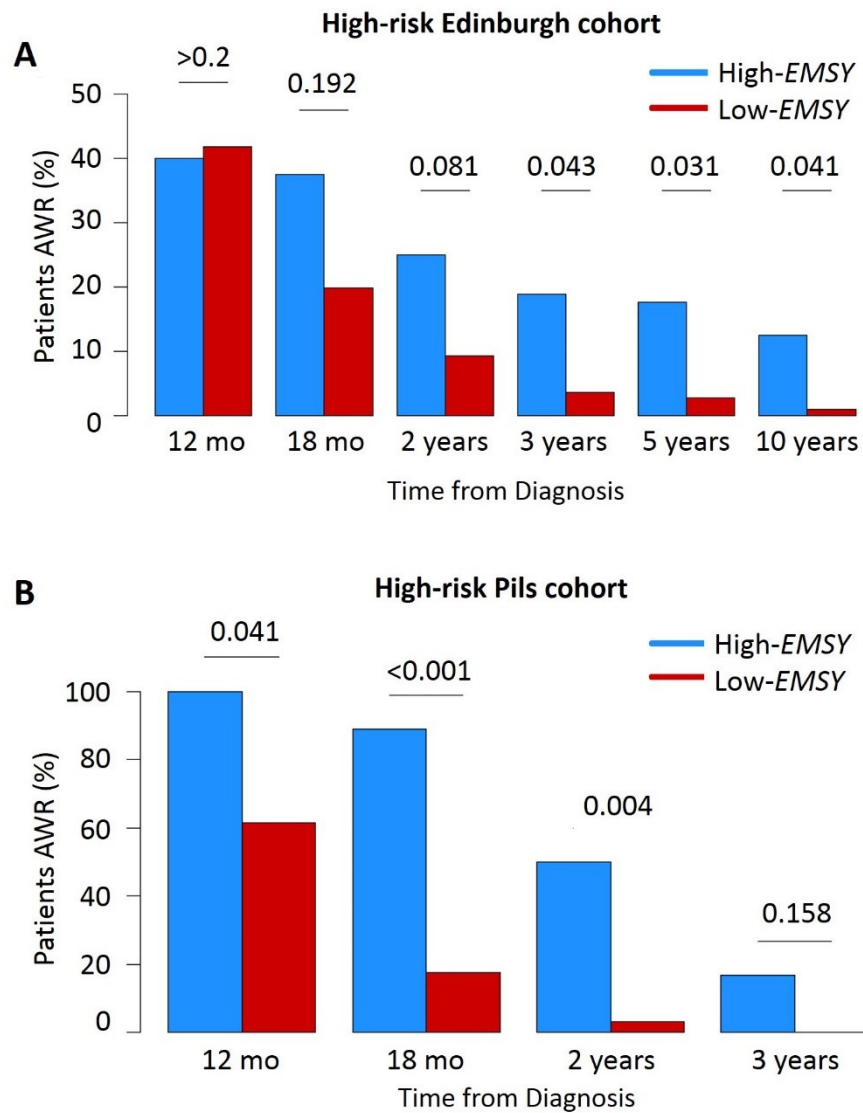 High-risk Edinburgh cohort
A
>0.2
0.192
0.081
0.043
0.031
0.041
High-EMSY
Low-EMSY
Patients AWR (%)
50
40
30
20
10
0
12 mo
18 mo
2 years
3 years
5 years
10 years
Time from Diagnosis
B
High-risk Pils cohort
0.041
<0.001
0.004
0.158
High-EMSY
Low-EMSY
Patients AWR (%)
100
80
60
40
20
0
12 mo
18 mo
2 years
3 years
Time from Diagnosis